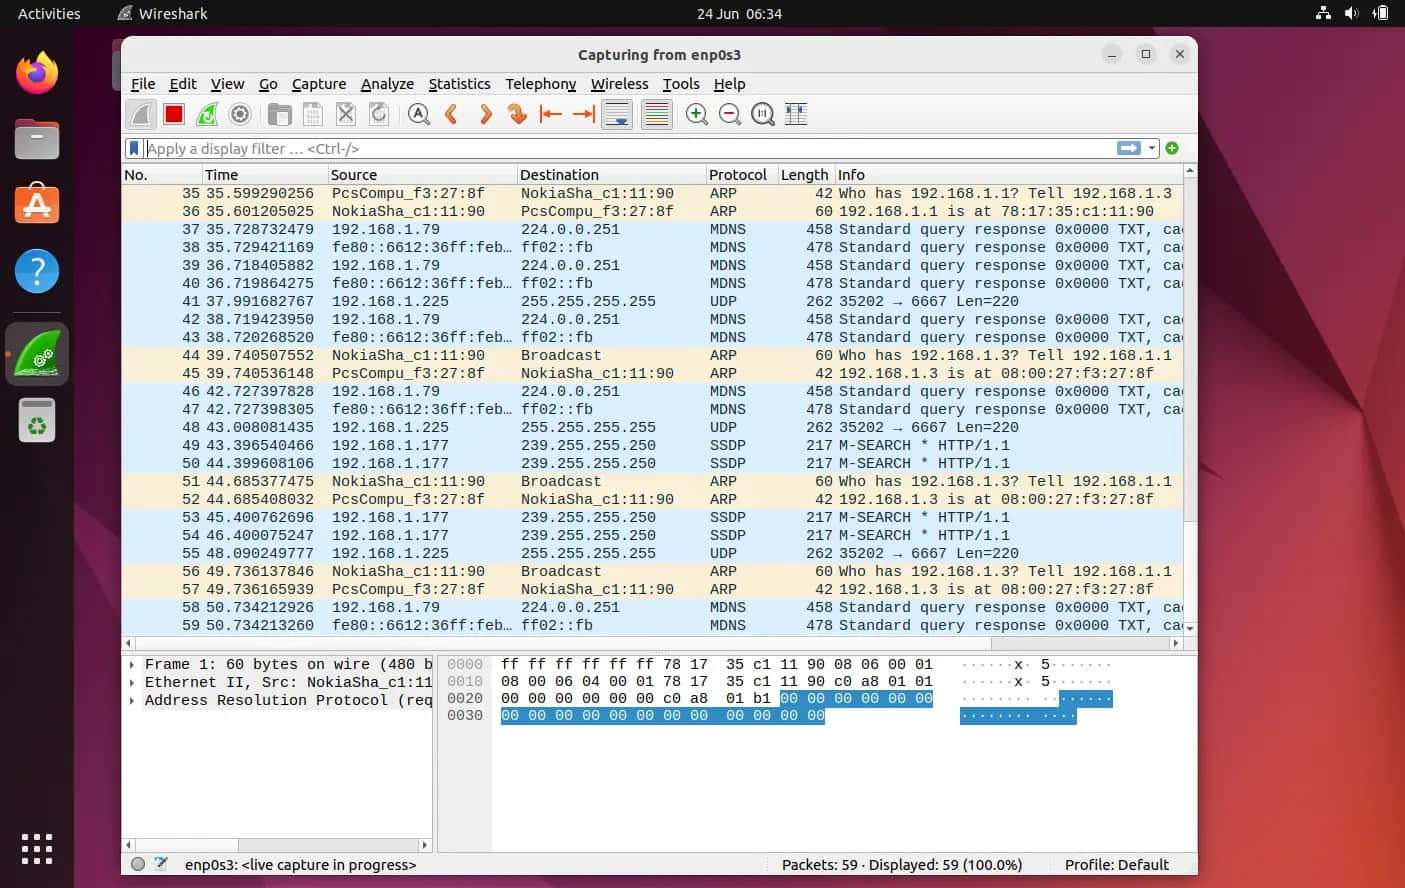 Activities Wireshark 24 Jun 06:34
Capturing from enp0s3
File Edit View Go Capture Analyze Statistics Telephony Wireless Tools Help
Apply a display filter … <Ctrl-/>
No. Time Source Destination Protocol Length Info
35 35.599290256 PcsCompu_f3:27:8f NokiaSha_c1:11:90 ARP 42 Who has 192.168.1.1? Tell 192.168.1.3
36 35.601205025 NokiaSha_c1:11:90 PcsCompu_f3:27:8f ARP 60 192.168.1.1 is at 78:17:35:c1:11:90
37 35.728732479 192.168.1.79 224.0.0.251 MDNS 458 Standard query response 0x0000 TXT, cac
38 35.729421169 fe80::6612:36ff:feb… ff02::fb MDNS 478 Standard query response 0x0000 TXT, cac
39 36.718405882 192.168.1.79 224.0.0.251 MDNS 458 Standard query response 0x0000 TXT, cac
40 36.719864275 fe80::6612:36ff:feb… ff02::fb MDNS 478 Standard query response 0x0000 TXT, cac
41 37.991682767 192.168.1.225 255.255.255.255 UDP 262 35202 → 6667 Len=220
42 38.719423950 192.168.1.79 224.0.0.251 MDNS 458 Standard query response 0x0000 TXT, cac
43 38.720268520 fe80::6612:36ff:feb… ff02::fb MDNS 478 Standard query response 0x0000 TXT, cac
44 39.740507552 NokiaSha_c1:11:90 Broadcast ARP 60 Who has 192.168.1.3? Tell 192.168.1.1
45 39.740536148 PcsCompu_f3:27:8f NokiaSha_c1:11:90 ARP 42 192.168.1.3 is at 08:00:27:f3:27:8f
46 42.727397828 192.168.1.79 224.0.0.251 MDNS 458 Standard query response 0x0000 TXT, cac
47 42.727398305 fe80::6612:36ff:feb… ff02::fb MDNS 478 Standard query response 0x0000 TXT, cac
48 43.008081435 192.168.1.225 255.255.255.255 UDP 262 35202 → 6667 Len=220
49 43.396540466 192.168.1.177 239.255.255.250 SSDP 217 M-SEARCH * HTTP/1.1
50 44.399608106 192.168.1.177 239.255.255.250 SSDP 217 M-SEARCH * HTTP/1.1
51 44.685377475 NokiaSha_c1:11:90 Broadcast ARP 60 Who has 192.168.1.3? Tell 192.168.1.1
52 44.685408032 PcsCompu_f3:27:8f NokiaSha_c1:11:90 ARP 42 192.168.1.3 is at 08:00:27:f3:27:8f
53 45.400762696 192.168.1.177 239.255.255.250 SSDP 217 M-SEARCH * HTTP/1.1
54 46.400075247 192.168.1.177 239.255.255.250 SSDP 217 M-SEARCH * HTTP/1.1
55 48.090249777 192.168.1.225 255.255.255.255 UDP 262 35202 → 6667 Len=220
56 49.736137846 NokiaSha_c1:11:90 Broadcast ARP 60 Who has 192.168.1.3? Tell 192.168.1.1
57 49.736165939 PcsCompu_f3:27:8f NokiaSha_c1:11:90 ARP 42 192.168.1.3 is at 08:00:27:f3:27:8f
58 50.734212926 192.168.1.79 224.0.0.251 MDNS 458 Standard query response 0x0000 TXT, cac
59 50.734213260 fe80::6612:36ff:feb… ff02::fb MDNS 478 Standard query response 0x0000 TXT, cac
Frame 1: 60 bytes on wire (480 b
Ethernet II, Src: NokiaSha_c1:11
Address Resolution Protocol (req
0000 ff ff ff ff ff ff 78 17 35 c1 11 90 08 06 00 01 ······x· 5·······
0010 08 00 06 04 00 01 78 17 35 c1 11 90 c0 a8 01 01 ······x· 5·······
0020 00 00 00 00 00 00 c0 a8 01 b1 00 00 00 00 00 00 ········ ········
0030 00 00 00 00 00 00 00 00 00 00 00 00 ········ ····
enp0s3: <live capture in progress> Packets: 59 · Displayed: 59 (100.0%) Profile: Default